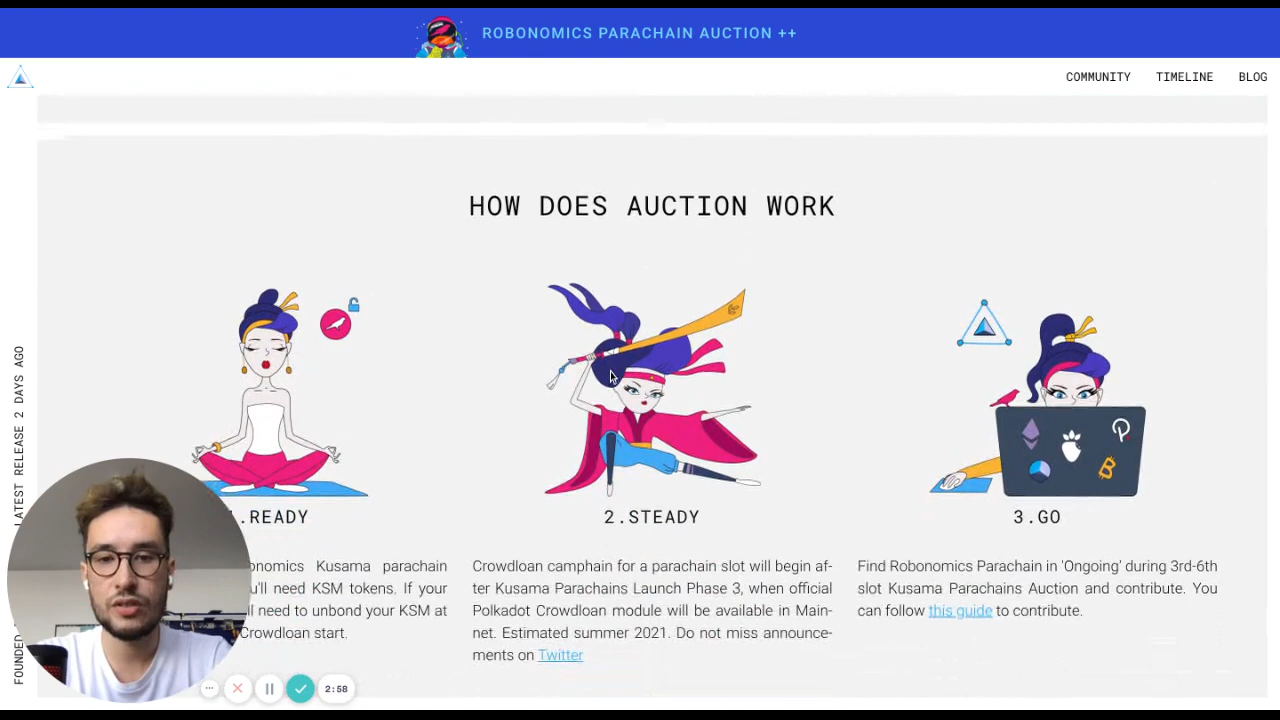 ROBONOMICS PARACHAIN AUCTION ++
COMMUNITY TIMELINE BLOG
HOW DOES AUCTION WORK
LATEST RELEASE 2 DAYS AGO
.READY
onomics Kusama parachain
u'll need KSM tokens. If your
ll need to unbond your KSM at
Crowdloan start.
2.STEADY
Crowdloan camphain for a parachain slot will begin af-
ter Kusama Parachains Launch Phase 3, when official
Polkadot Crowdloan module will be available in Main-
net. Estimated summer 2021. Do not miss announce-
ments on Twitter
3.GO
Find Robonomics Parachain in 'Ongoing' during 3rd-6th
slot Kusama Parachains Auction and contribute. You
can follow this guide to contribute.
FOUNDED
2:58